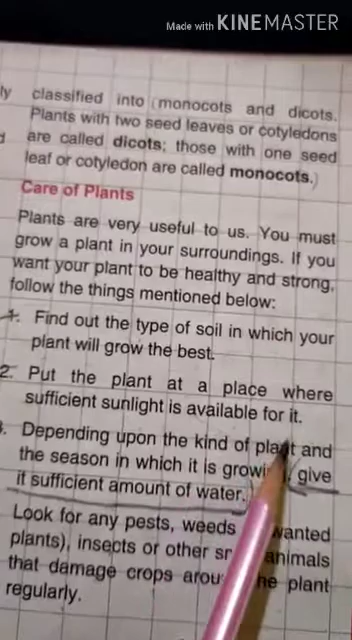 Made with KINEMASTER
ly classified into (monocots and dicots.
Plants with two seed leaves or cotyledons
d are called dicots; those with one seed
leaf or cotyledon are called monocots.)
Care of Plants
Plants are very useful to us. You must
grow a plant in your surroundings. If you
want your plant to be healthy and strong,
follow the things mentioned below:
1. Find out the type of soil in which your
plant will grow the best.
2. Put the plant at a place where
sufficient sunlight is available for it.
3. Depending upon the kind of plant and
the season in which it is growi (give
it sufficient amount of water.
Look for any pests, weeds wanted
plants), insects or other animals
that damage crops plant
regularly.